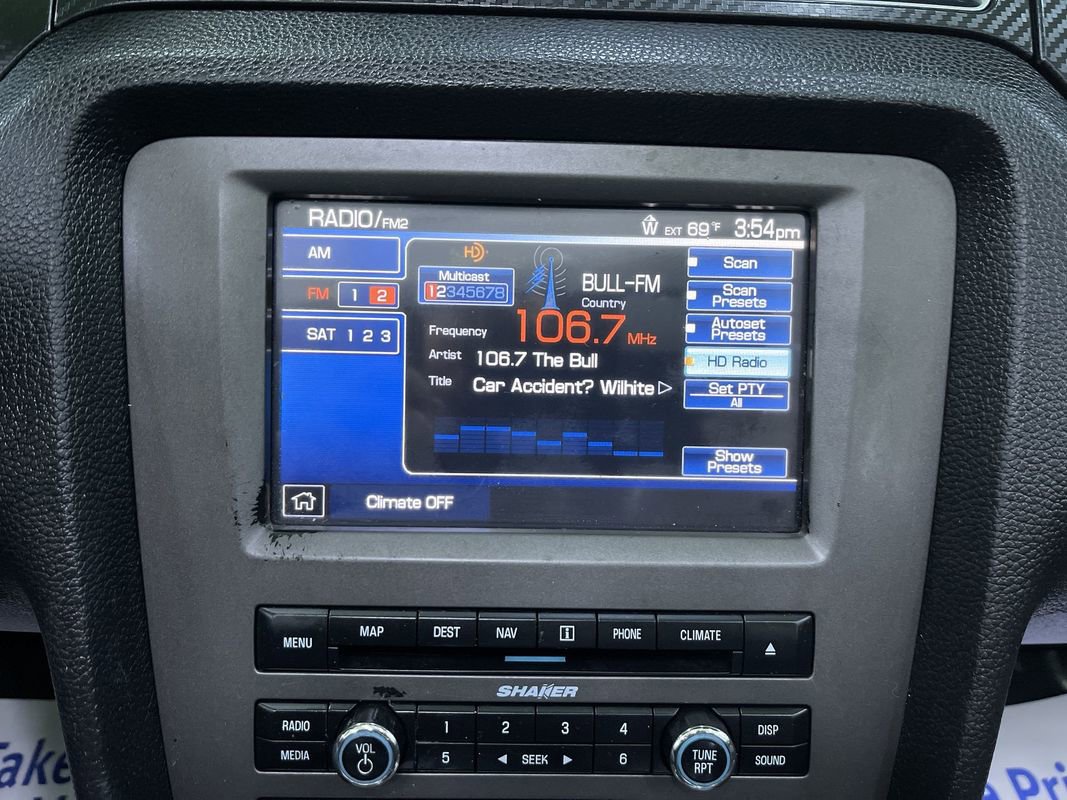 RADIO/FM2
W EXT 69°F 3:54pm
AM
FM 1 2
SAT 1 2 3
HD
Multicast
12345678
BULL-FM
Country
Frequency 106.7 MHz
Artist 106.7 The Bull
Title Car Accident? Wilhite
Scan
Scan
Presets
Autoset
Presets
HD Radio
Set PTY
All
Show
Presets
Climate OFF
MENU MAP DEST NAV i PHONE CLIMATE
SHAKER
RADIO 1 2 3 4 DISP
MEDIA VOL 5 SEEK 6 TUNE SOUND
RPT
Take
Pri